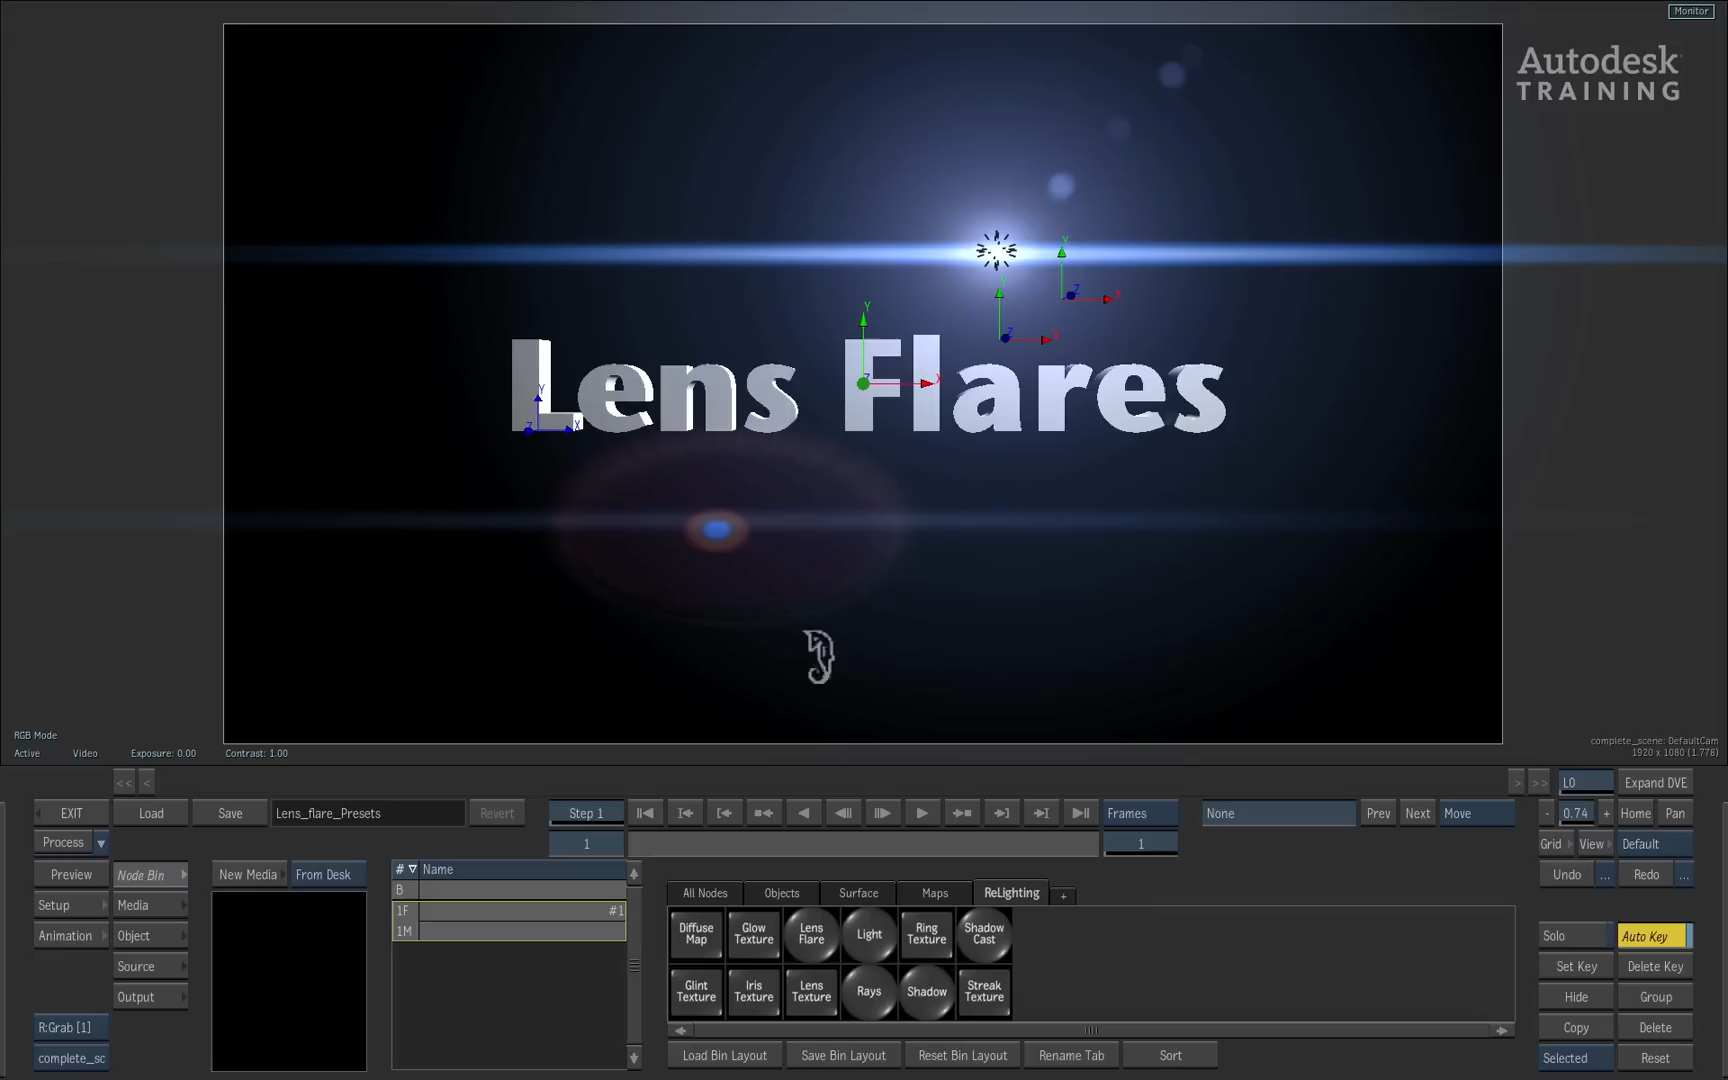 Monitor
Autodesk
TRAINING
Y
Y
Z X
Y
Z X
Z X
Lens Flares
Y
Z X
RGB Mode
Active Video Exposure: 0.00 Contrast: 1.00
complete_scene: DefaultCam
1920 x 1080 (1.778)
<< < > >> L0 Expand DVE
EXIT Load Save Lens_flare_Presets Revert Step 1 Frames None Prev Next Move - 0.74 + Home Pan
Process 1 1 Grid View Default
Preview Node Bin New Media From Desk # Name Undo ... Redo ...
B
All Nodes Objects Surface Maps ReLighting +
Setup Media 1F #1
Animation Object 1M
Diffuse Map Glow Texture Lens Flare Light Ring Texture Shadow Cast
Solo Auto Key
Source Set Key Delete Key
Output Glint Texture Iris Texture Lens Texture Rays Shadow Streak Texture Hide Group
R:Grab [1] Copy Delete
complete_sc Load Bin Layout Save Bin Layout Reset Bin Layout Rename Tab Sort Selected Reset